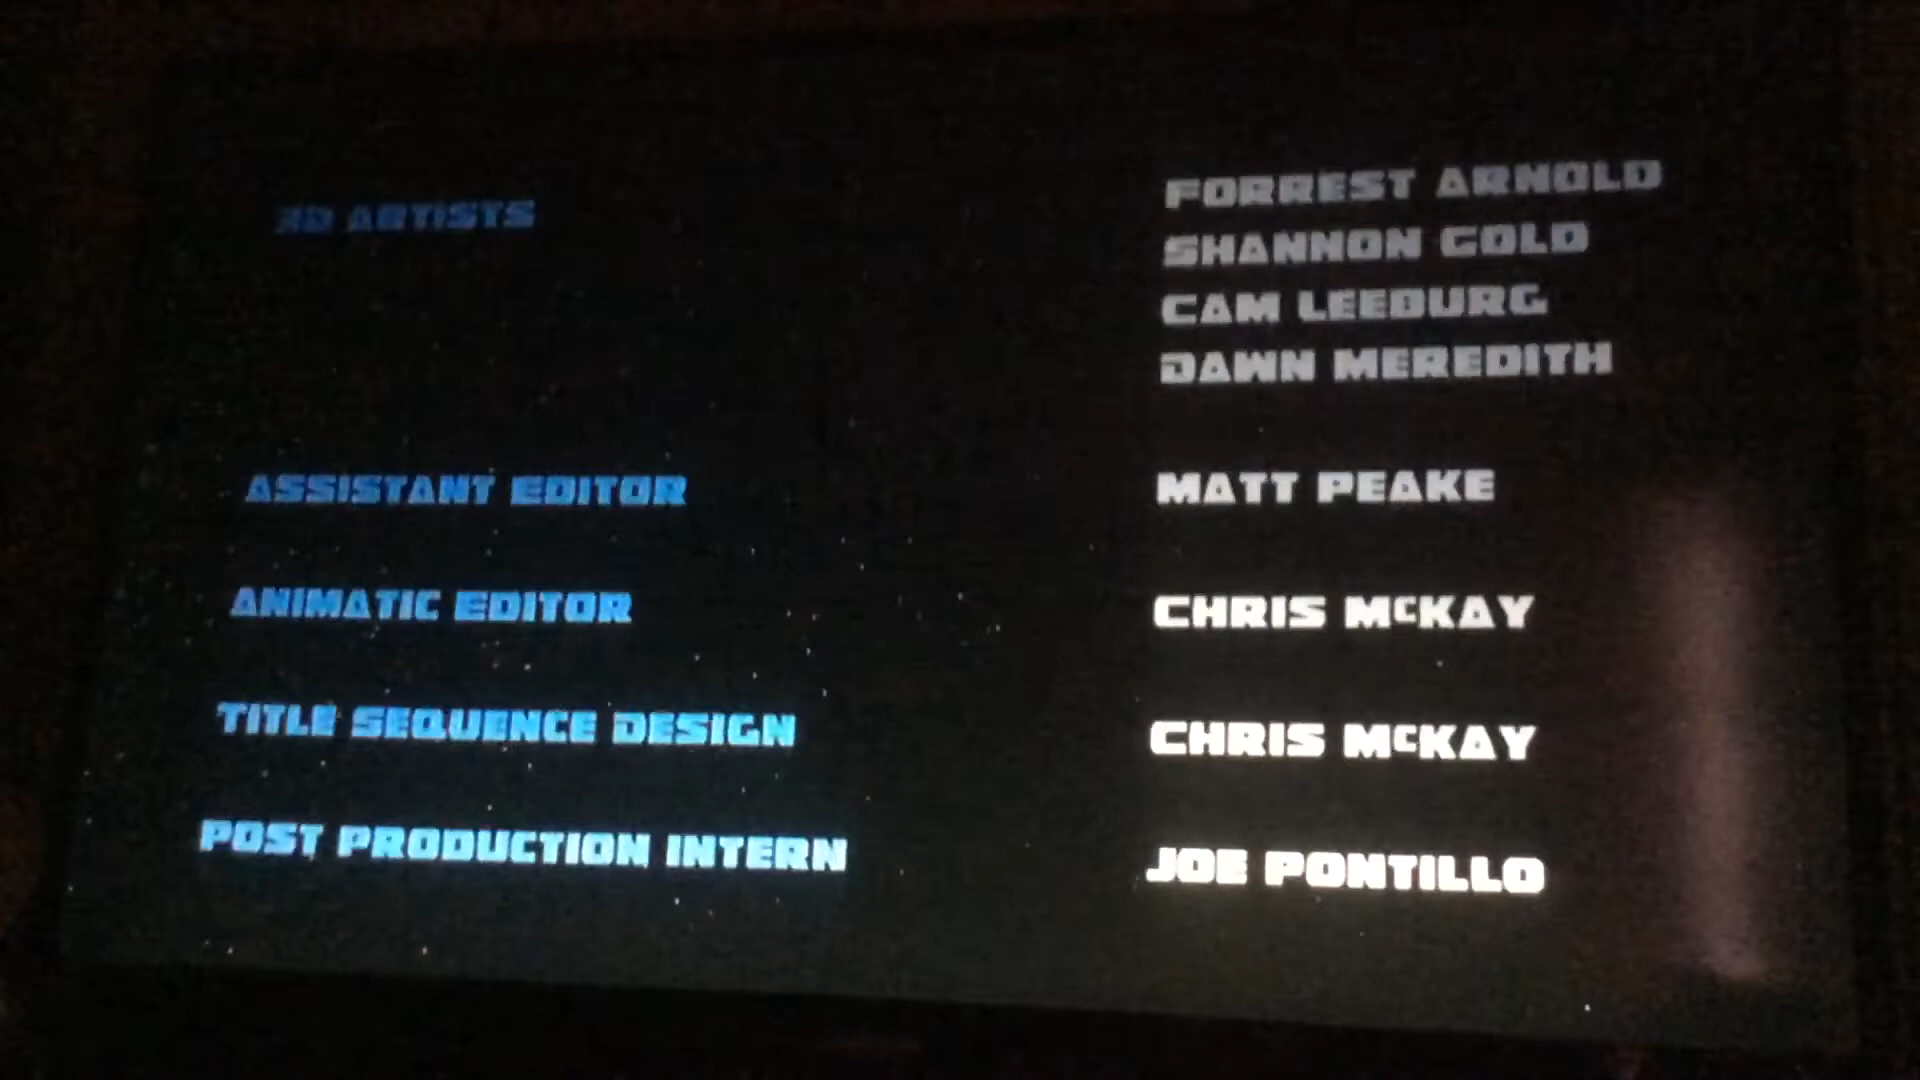 3D ARTISTS FORREST ARNOLD
SHANNON GOLD
CAM LEEBURG
DAWN MEREDITH
ASSISTANT EDITOR MATT PEAKE
ANIMATIC EDITOR CHRIS McKAY
TITLE SEQUENCE DESIGN CHRIS McKAY
POST PRODUCTION INTERN JOE PONTILLO